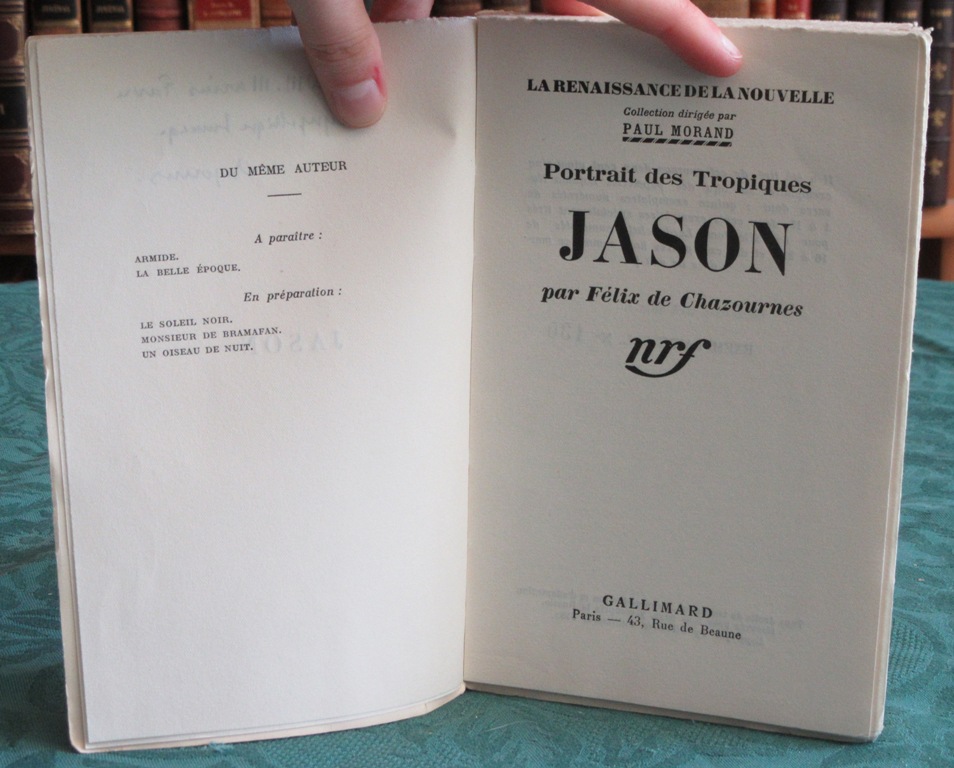 DU MÊME AUTEUR
A paraître :
ARMIDE.
LA BELLE ÉPOQUE.
En préparation :
LE SOLEIL NOIR.
MONSIEUR DE BRAMAFAN.
UN OISEAU DE NUIT.
LA RENAISSANCE DE LA NOUVELLE
Collection dirigée par
PAUL MORAND
Portrait des Tropiques
JASON
par Félix de Chazournes
nrf
GALLIMARD
Paris — 43, Rue de Beaune